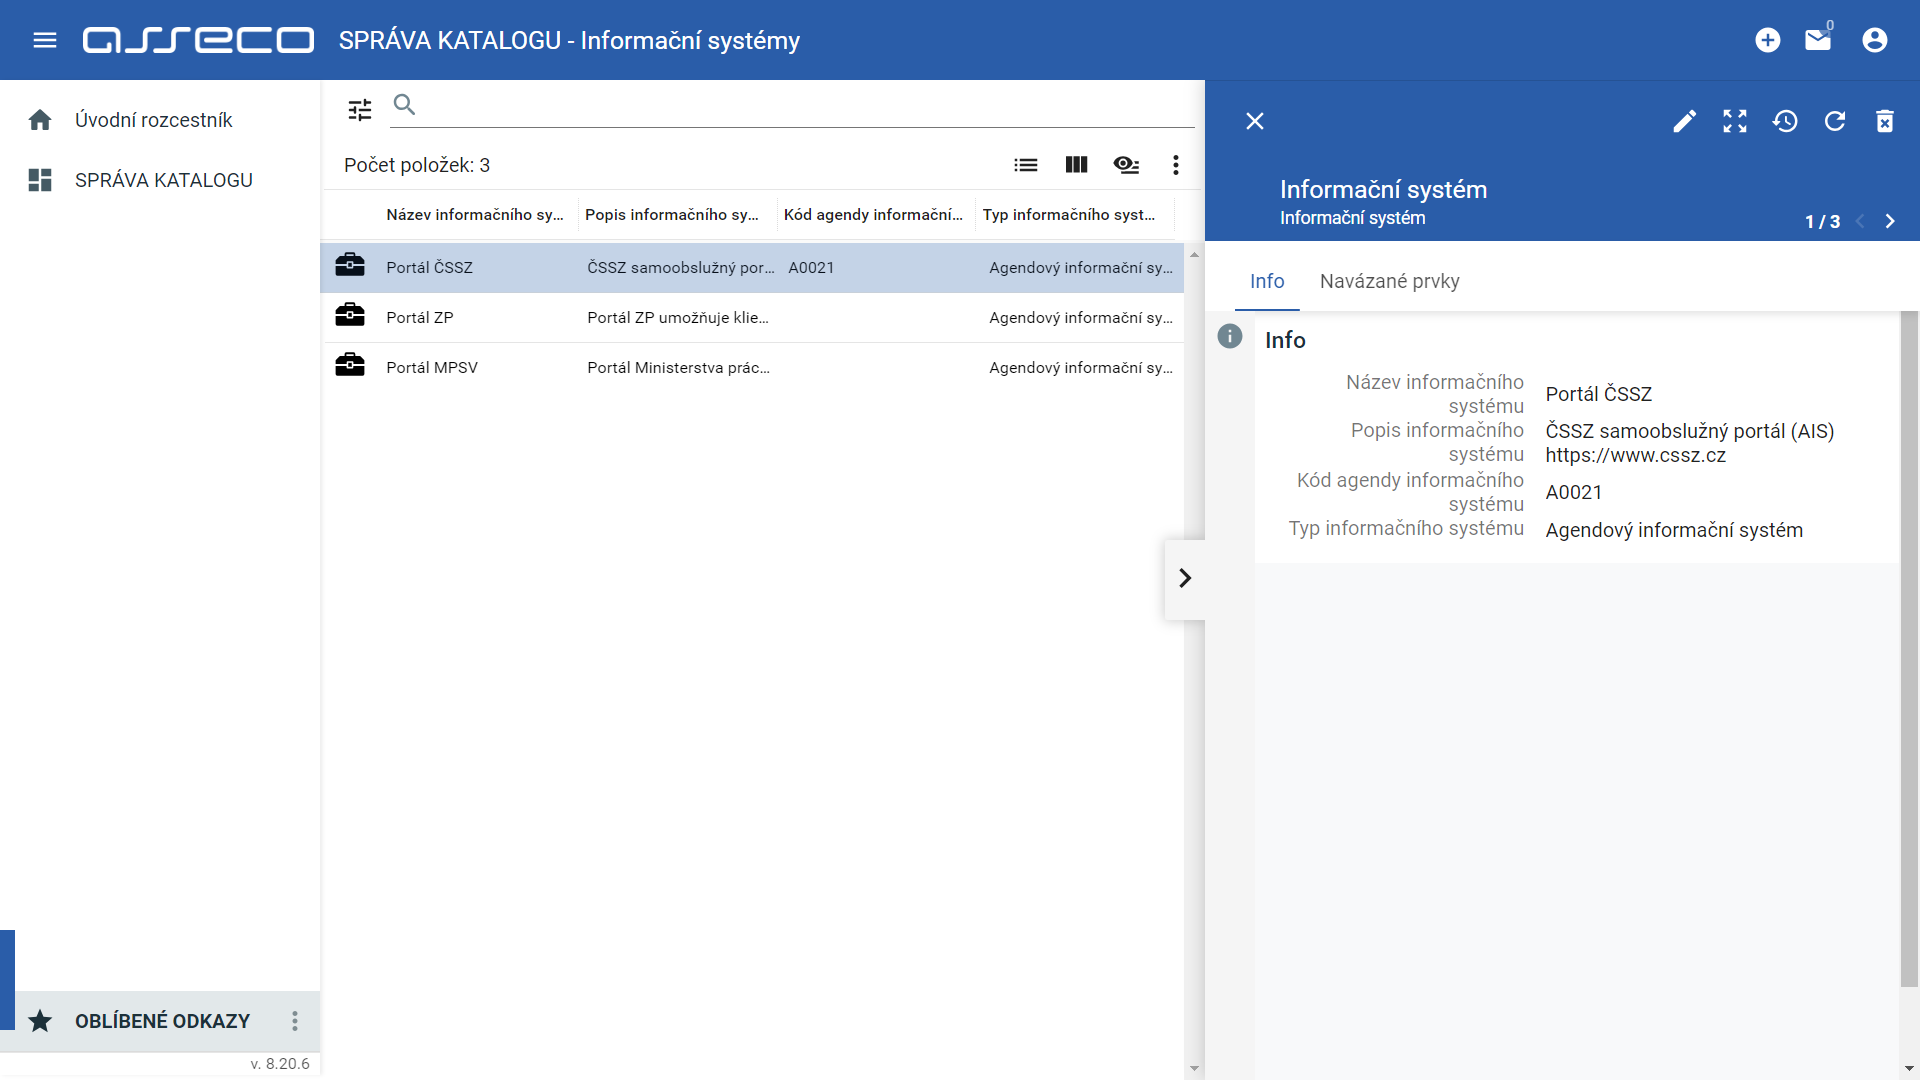 asseco
SPRÁVA KATALOGU - Informační systémy
0
Úvodní rozcestník
SPRÁVA KATALOGU
OBLÍBENÉ ODKAZY
v. 8.20.6
Počet položek: 3
Název informačního sy... Popis informačního sy... Kód agendy informační... Typ informačního syst...
Portál ČSSZ ČSSZ samoobslužný por... A0021 Agendový informační sy...
Portál ZP Portál ZP umožňuje klie... Agendový informační sy...
Portál MPSV Portál Ministerstva prác... Agendový informační sy...
Informační systém
Informační systém
1 / 3
Info Navázané prvky
Info
Název informačního
systému
Portál ČSSZ
Popis informačního
systému
ČSSZ samoobslužný portál (AIS)
https://www.cssz.cz
Kód agendy informačního
systému
A0021
Typ informačního systému
Agendový informační systém